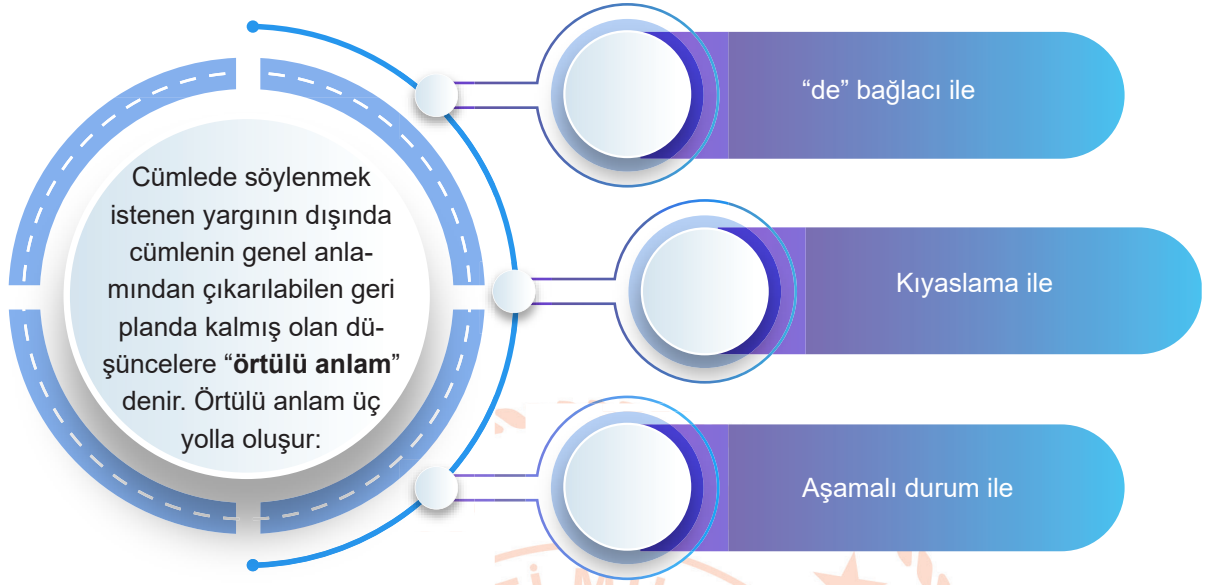 Cümlede söylenmek
istenen yargının dışında
cümlenin genel anla-
mından çıkarılabilen geri
planda kalmış olan dü-
şüncelere “örtülü anlam”
denir. Örtülü anlam üç
yolla oluşur:
“de” bağlacı ile
Kıyaslama ile
Aşamalı durum ile